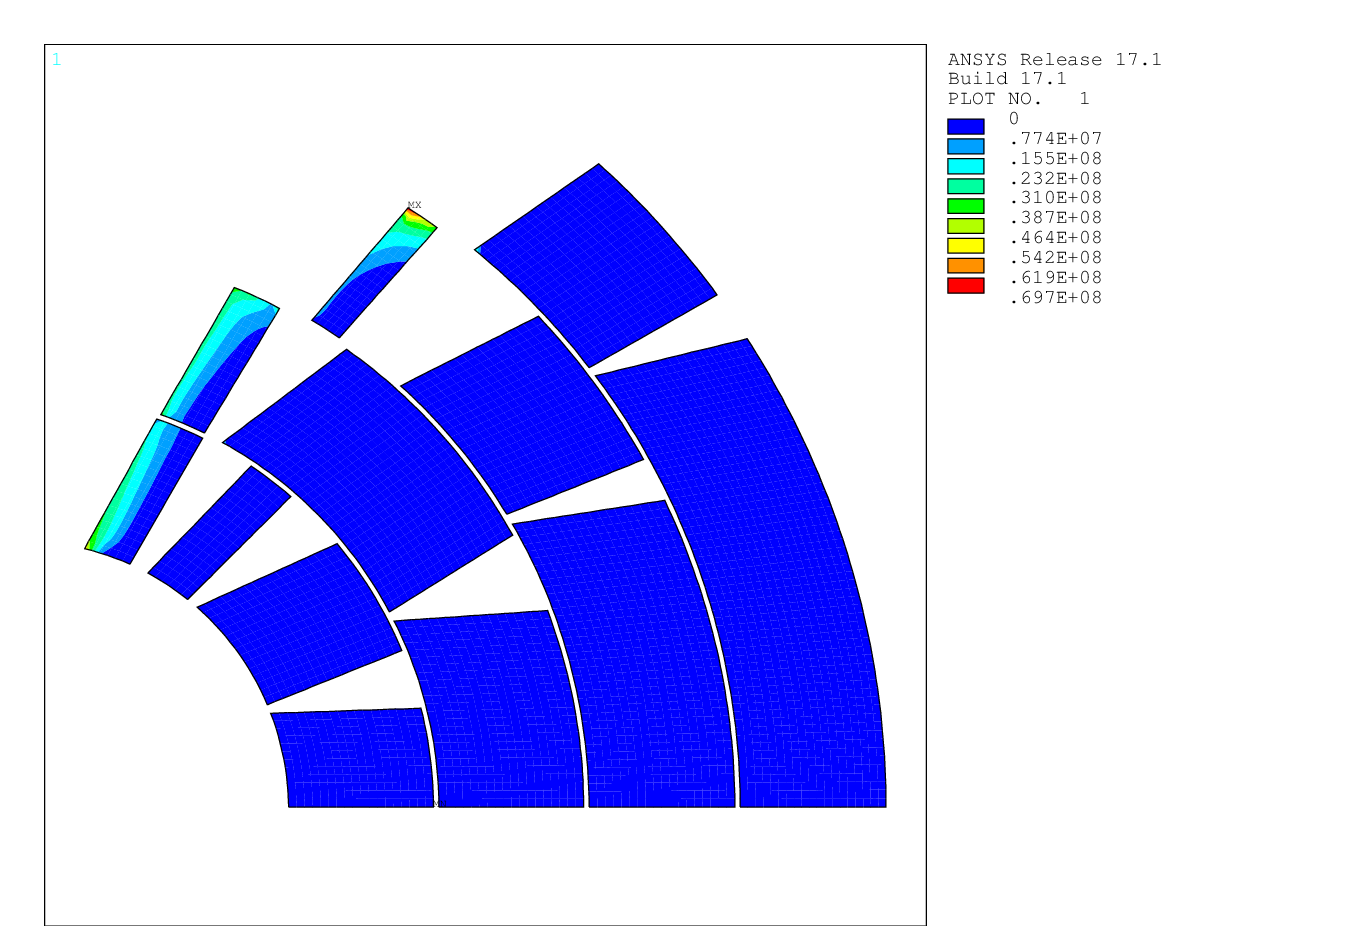 1
ANSYS Release 17.1
Build 17.1
PLOT NO. 1
0
.774E+07
.155E+08
.232E+08
.310E+08
.387E+08
.464E+08
.542E+08
.619E+08
.697E+08
MX